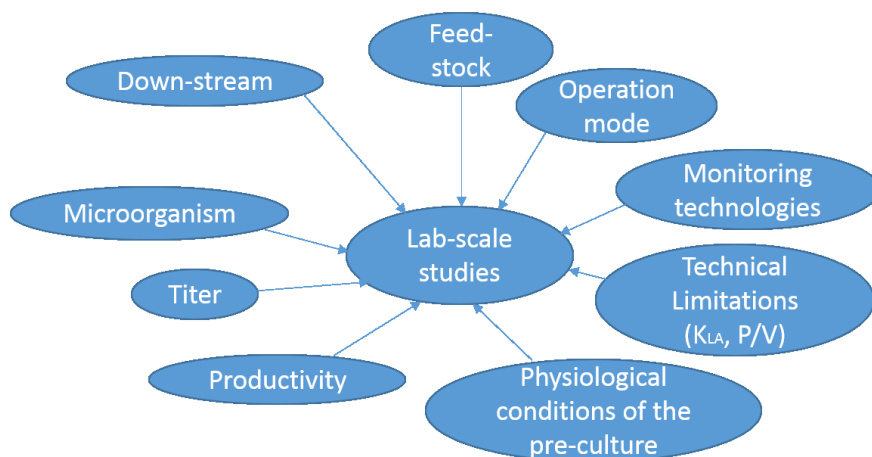 Feed-
stock
Down-stream
Operation
mode
Monitoring
technologies
Microorganism
Lab-scale
studies
Technical
Limitations
(KLA, P/V)
Titer
Productivity
Physiological
conditions of the
pre-culture